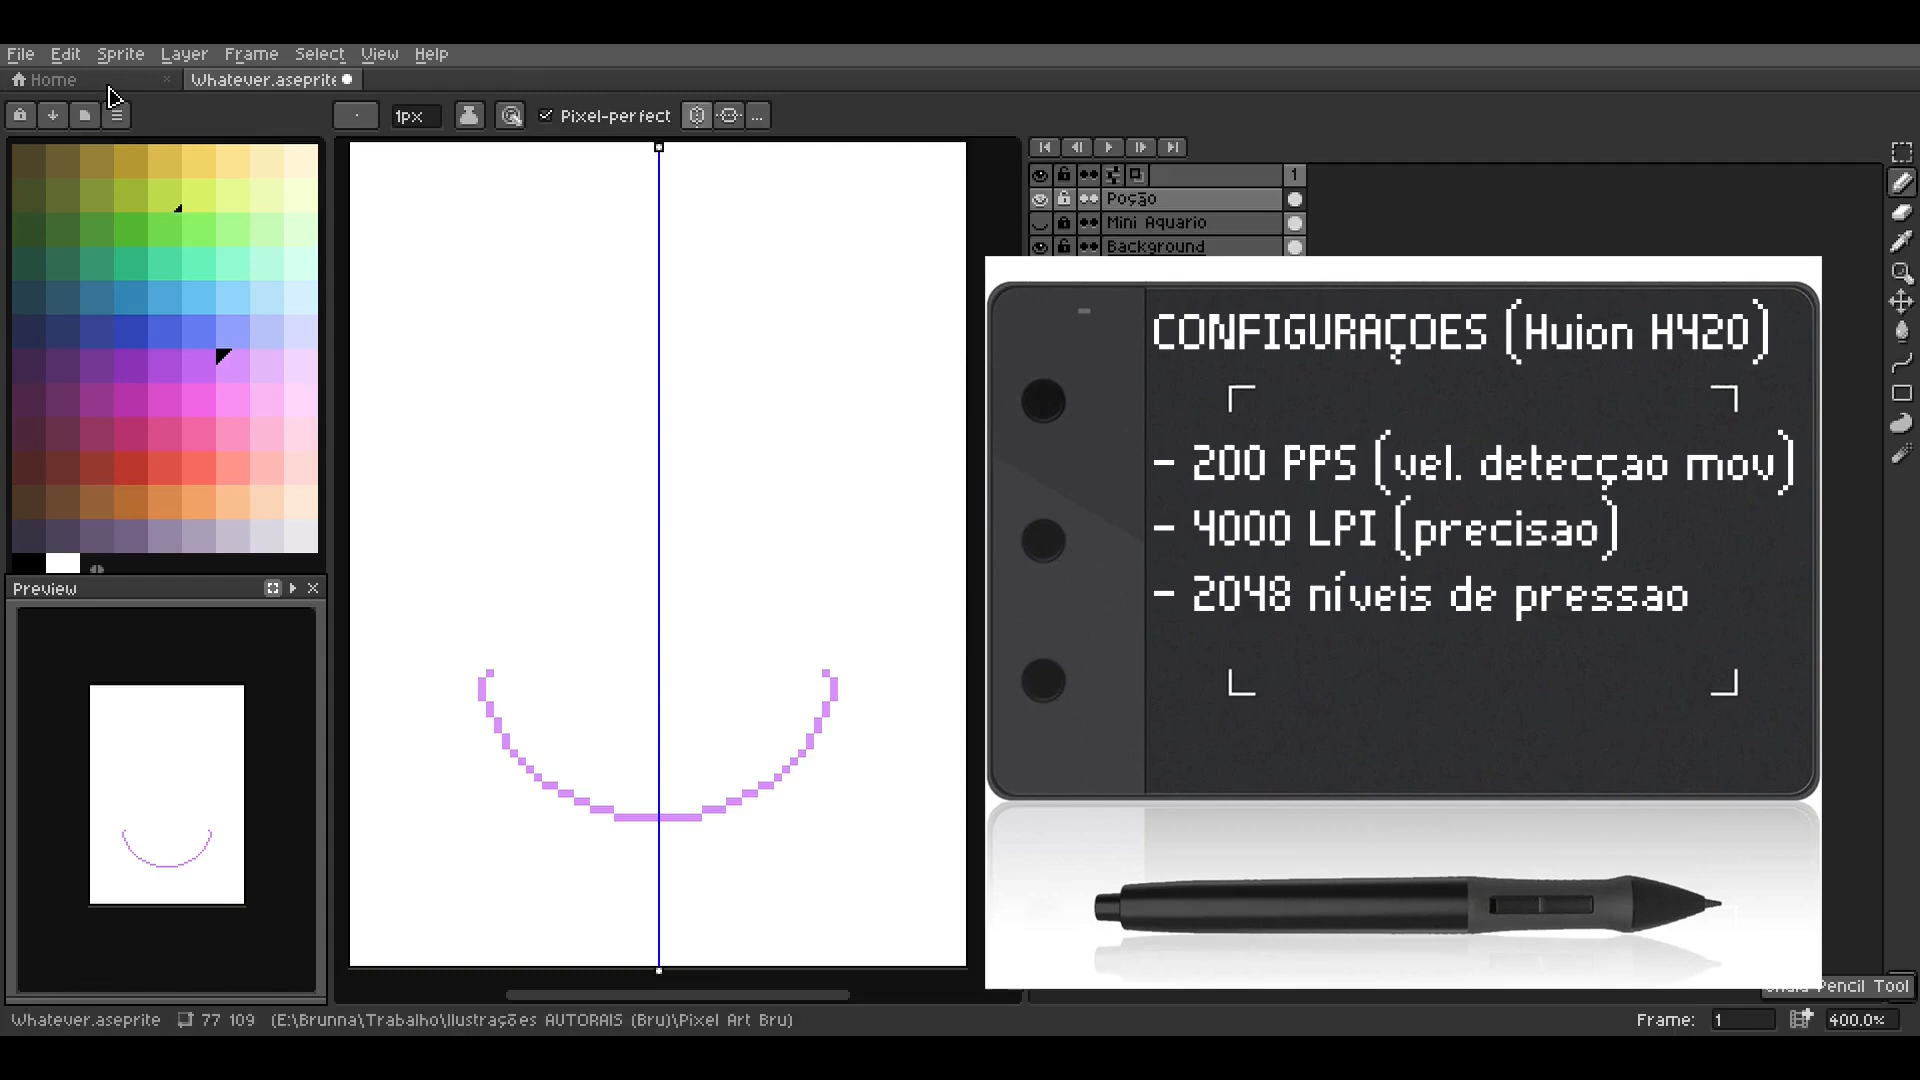 File Edit Sprite Layer Frame Select View Help
Home
Whatever.aseprite
1px
Pixel-perfect
...
1
Poção
Mini Aquario
Background
CONFIGURAÇOES (Huion H420)
- 200 PPS (vel. detecçao mov)
- 4000 LPI (precisao)
- 2048 níveis de pressao
Preview
Pencil Tool
Whatever.aseprite 77 109 (E:\Brunna\Trabalho\Ilustrações AUTORAIS (Bru)\Pixel Art Bru)
Frame: 1 400.0%